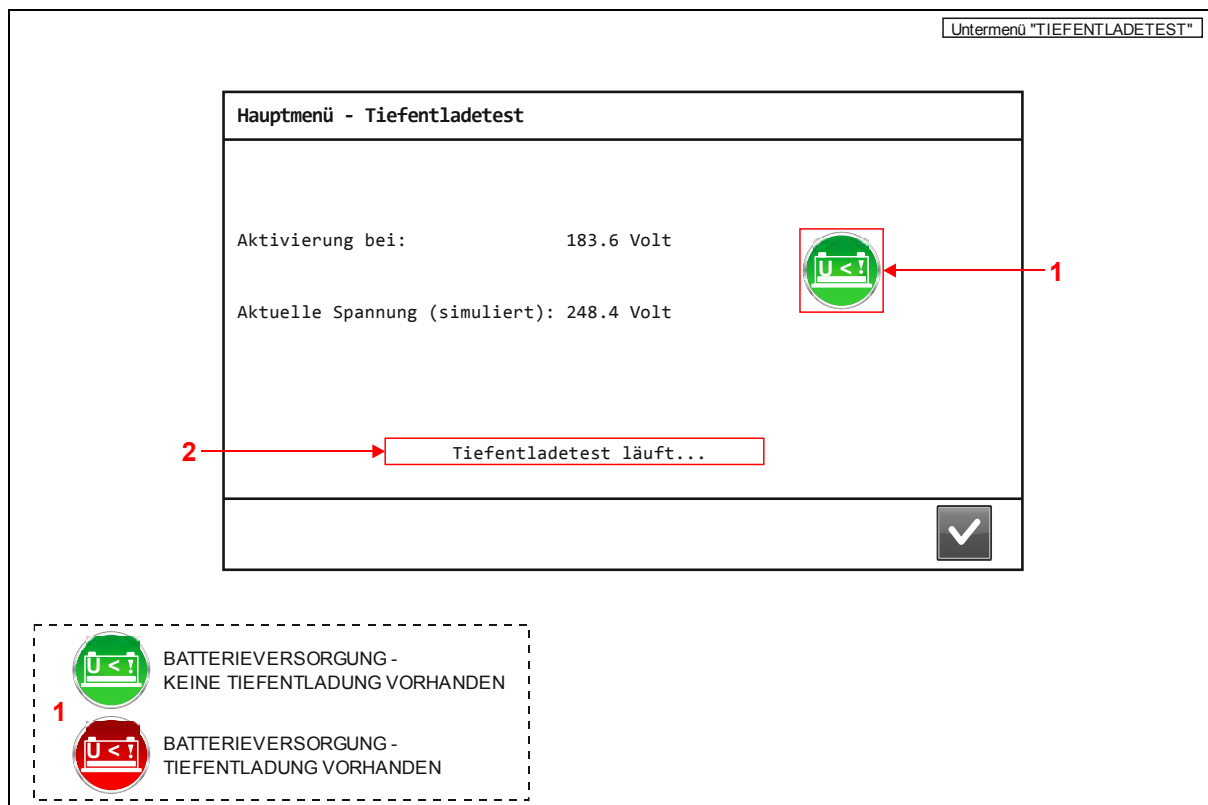 Untermenü "TIEFENTLADETEST"
Hauptmenü - Tiefentladetest
Aktivierung bei: 183.6 Volt
U < !
1
Aktuelle Spannung (simuliert): 248.4 Volt
2
Tiefentladetest läuft...
U < !
BATTERIEVERSORGUNG -
KEINE TIEFENTLADUNG VORHANDEN
1
U < !
BATTERIEVERSORGUNG -
TIEFENTLADUNG VORHANDEN